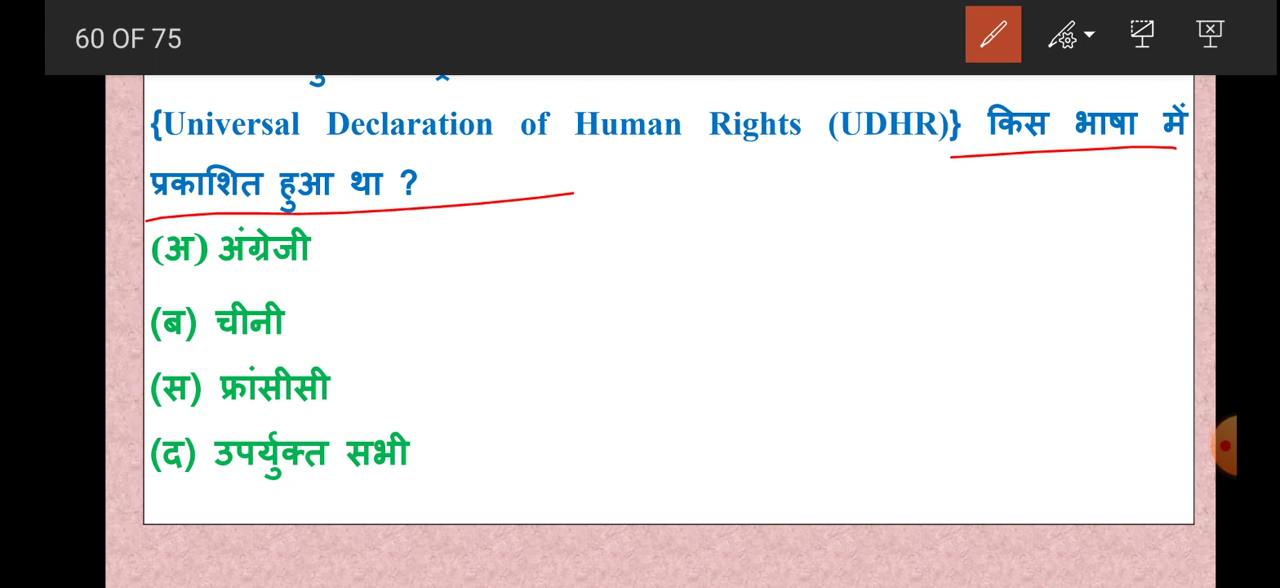 60 OF 75
{Universal Declaration of Human Rights (UDHR)} किस भाषा में
प्रकाशित हुआ था ?
(अ) अंग्रेजी
(ब) चीनी
(स) फ्रांसीसी
(द) उपर्युक्त सभी